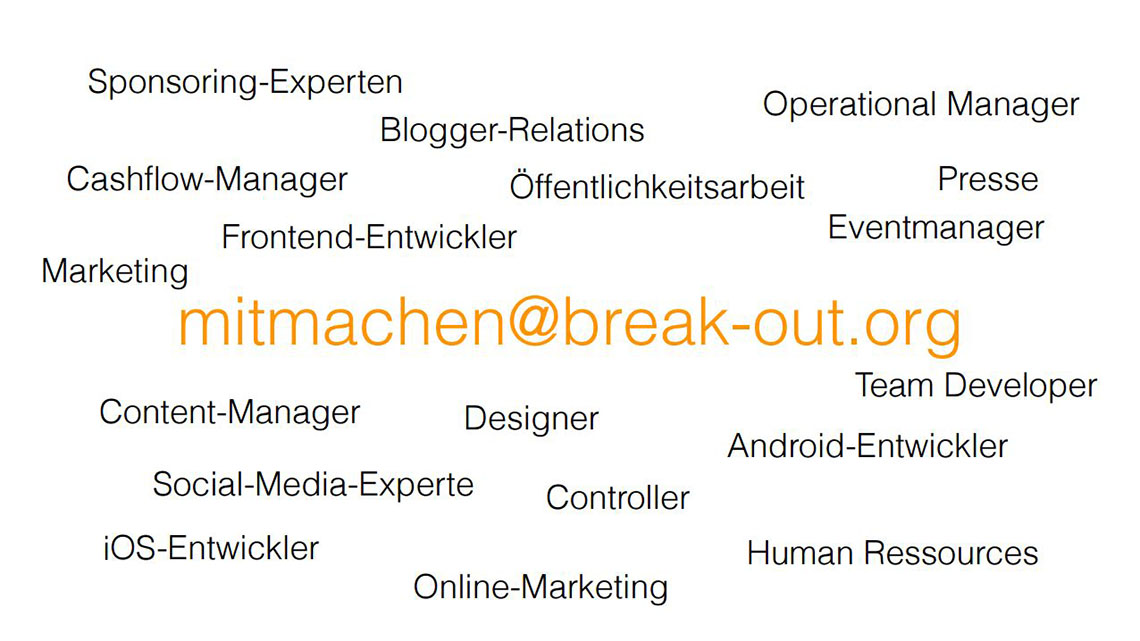 Sponsoring-Experten
Operational Manager
Blogger-Relations
Cashflow-Manager
Öffentlichkeitsarbeit
Presse
Frontend-Entwickler
Eventmanager
Marketing
mitmachen@break-out.org
Team Developer
Content-Manager
Designer
Android-Entwickler
Social-Media-Experte
Controller
iOS-Entwickler
Human Ressources
Online-Marketing